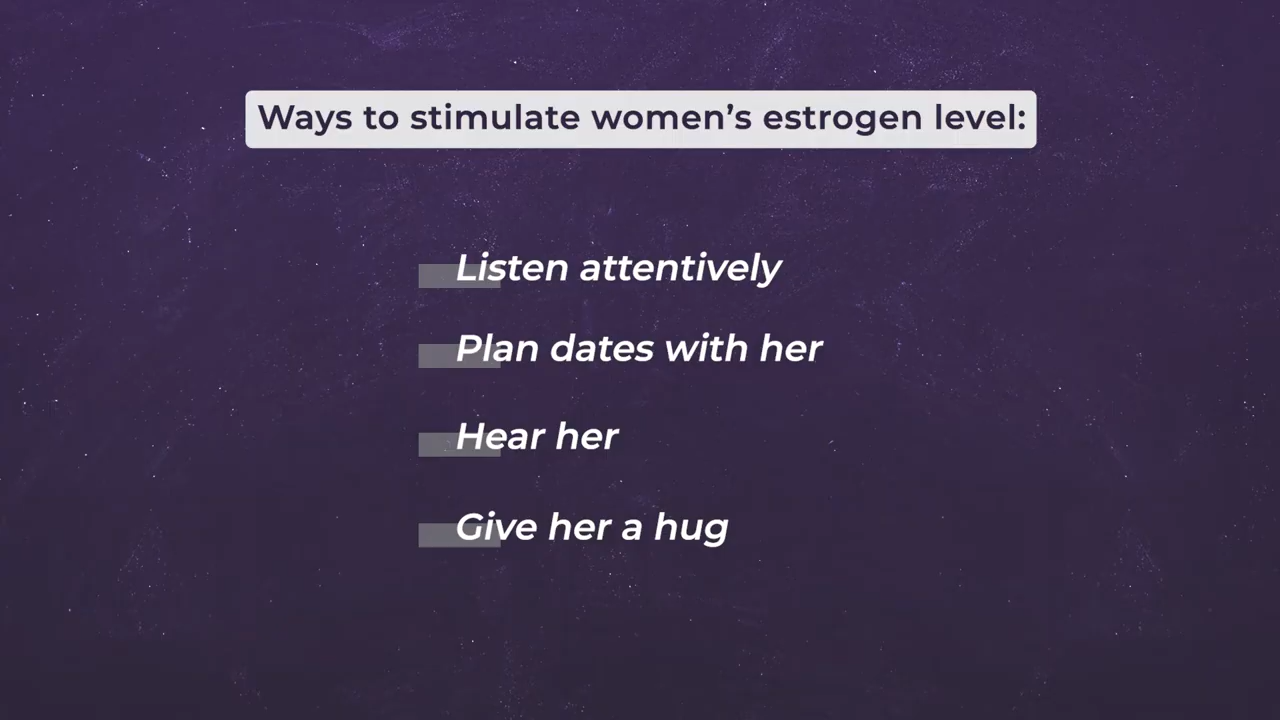 Ways to stimulate women’s estrogen level:
Listen attentively
Plan dates with her
Hear her
Give her a hug